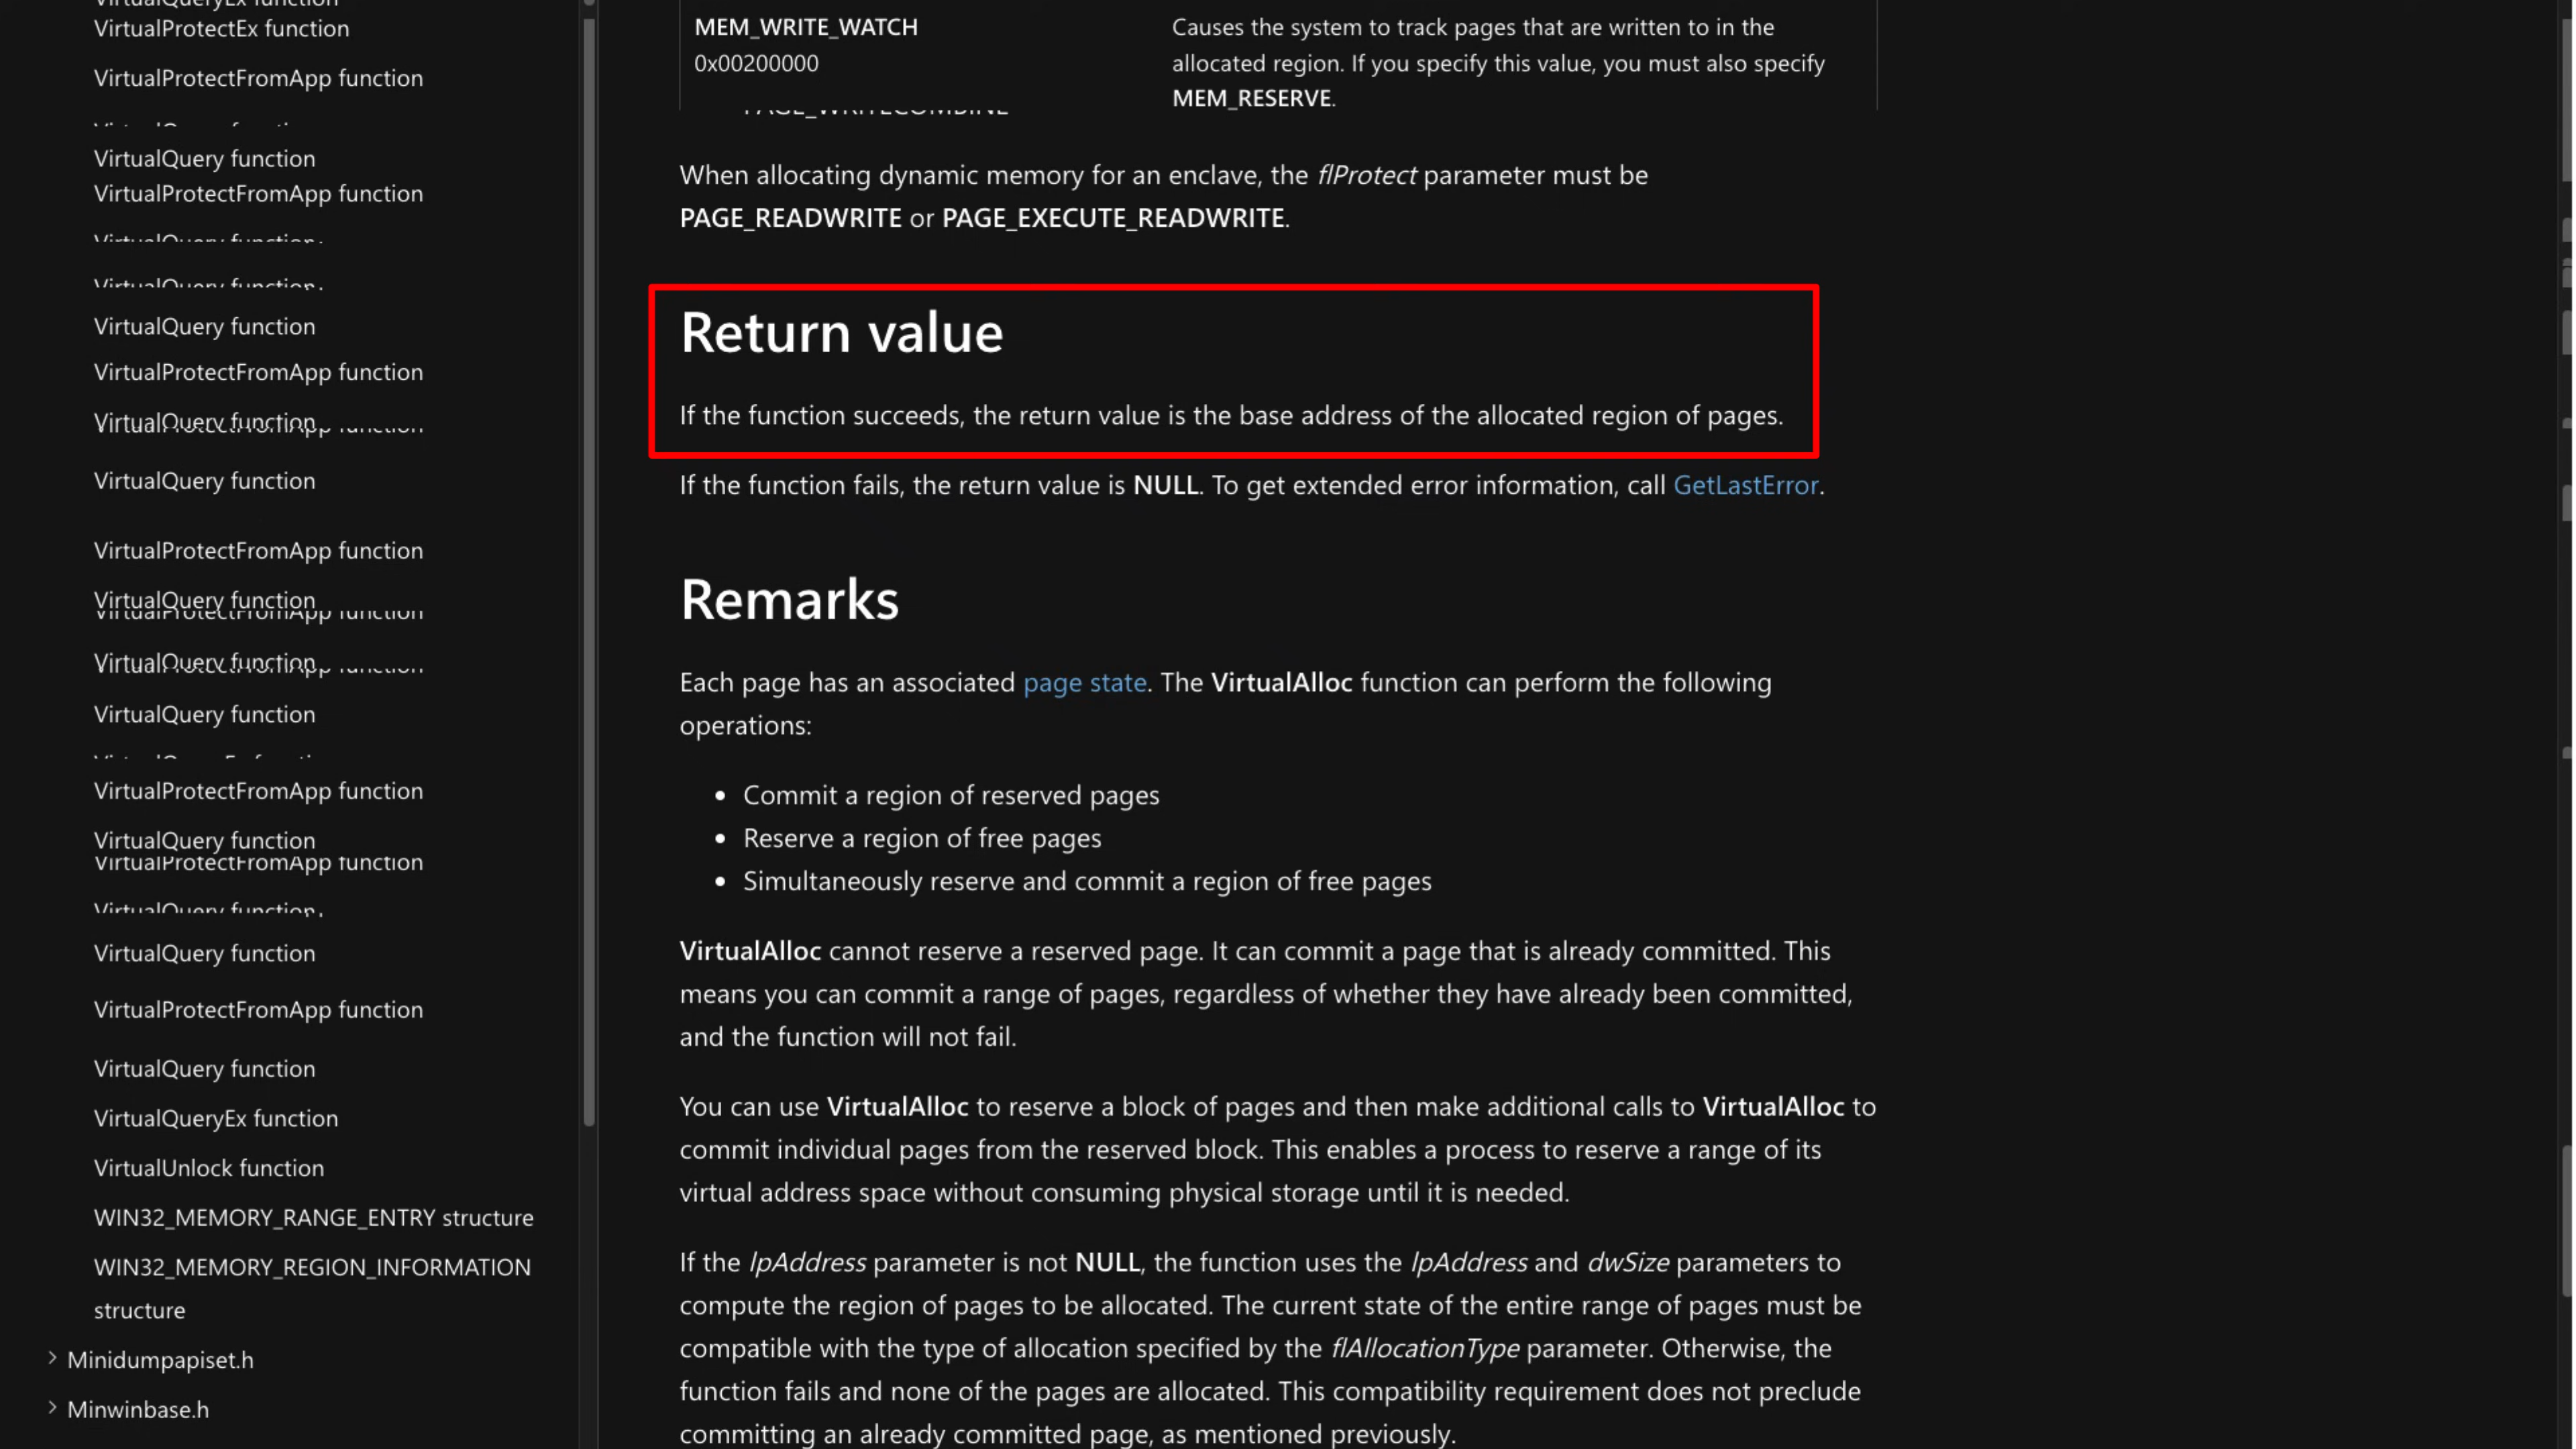 VirtualQueryEx function
VirtualProtectEx function
VirtualProtectFromApp function
VirtualQuery function
VirtualProtectFromApp function
VirtualQuery function
VirtualQuery function
VirtualQuery function
VirtualProtectFromApp function
VirtualQuery function
VirtualQuery function
VirtualProtectFromApp function
VirtualQuery function
VirtualProtectFromApp function
VirtualQuery function
VirtualQuery function
VirtualProtectFromApp function
VirtualQuery function
VirtualProtectFromApp function
VirtualQuery function
VirtualQuery function
VirtualProtectFromApp function
VirtualQuery function
VirtualQueryEx function
VirtualUnlock function
WIN32_MEMORY_RANGE_ENTRY structure
WIN32_MEMORY_REGION_INFORMATION
structure
Minidumpapiset.h
Minwinbase.h
MEM_WRITE_WATCH
0x00200000
Causes the system to track pages that are written to in the
allocated region. If you specify this value, you must also specify
MEM_RESERVE.
PAGE_WRITECOMBINE
When allocating dynamic memory for an enclave, the flProtect parameter must be
PAGE_READWRITE or PAGE_EXECUTE_READWRITE.
Return value
If the function succeeds, the return value is the base address of the allocated region of pages.
If the function fails, the return value is NULL. To get extended error information, call GetLastError.
Remarks
Each page has an associated page state. The VirtualAlloc function can perform the following
operations:
• Commit a region of reserved pages
• Reserve a region of free pages
• Simultaneously reserve and commit a region of free pages
VirtualAlloc cannot reserve a reserved page. It can commit a page that is already committed. This
means you can commit a range of pages, regardless of whether they have already been committed,
and the function will not fail.
You can use VirtualAlloc to reserve a block of pages and then make additional calls to VirtualAlloc to
commit individual pages from the reserved block. This enables a process to reserve a range of its
virtual address space without consuming physical storage until it is needed.
If the lpAddress parameter is not NULL, the function uses the lpAddress and dwSize parameters to
compute the region of pages to be allocated. The current state of the entire range of pages must be
compatible with the type of allocation specified by the flAllocationType parameter. Otherwise, the
function fails and none of the pages are allocated. This compatibility requirement does not preclude
committing an already committed page, as mentioned previously.